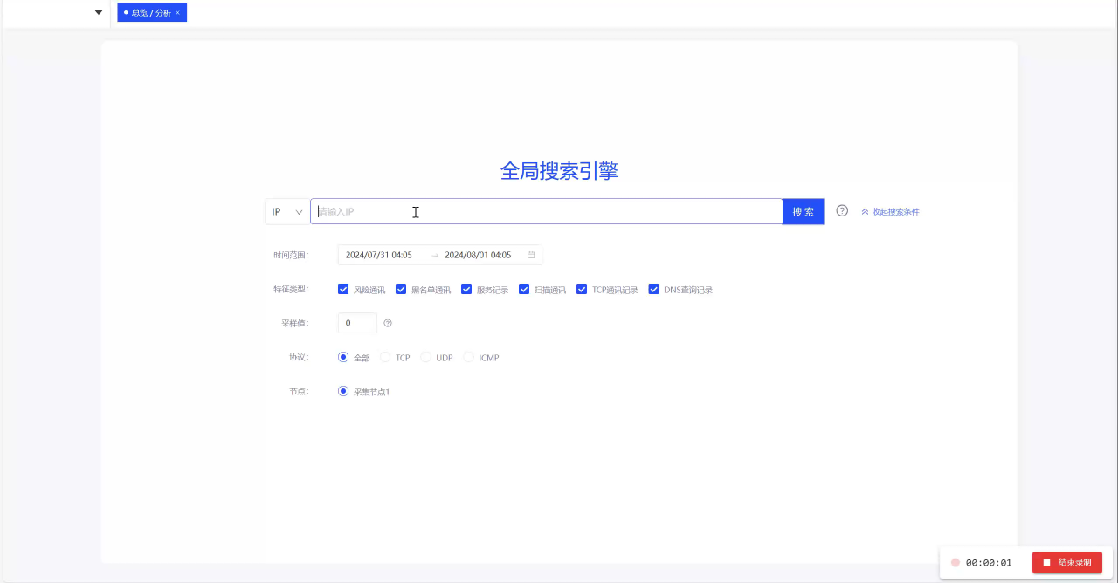 总览 / 分析 ×
全局搜索引擎
IP 请输入IP 搜 索 收起搜索条件
时间范围: 2024/07/31 04:05 → 2024/08/01 04:05
特征类型: 风险通讯 黑名单通讯 服务记录 扫描通讯 TCP通讯记录 DNS查询记录
采样值: 0
协议: 全部 TCP UDP ICMP
节点: 采集节点1
00:00:01 结束录制